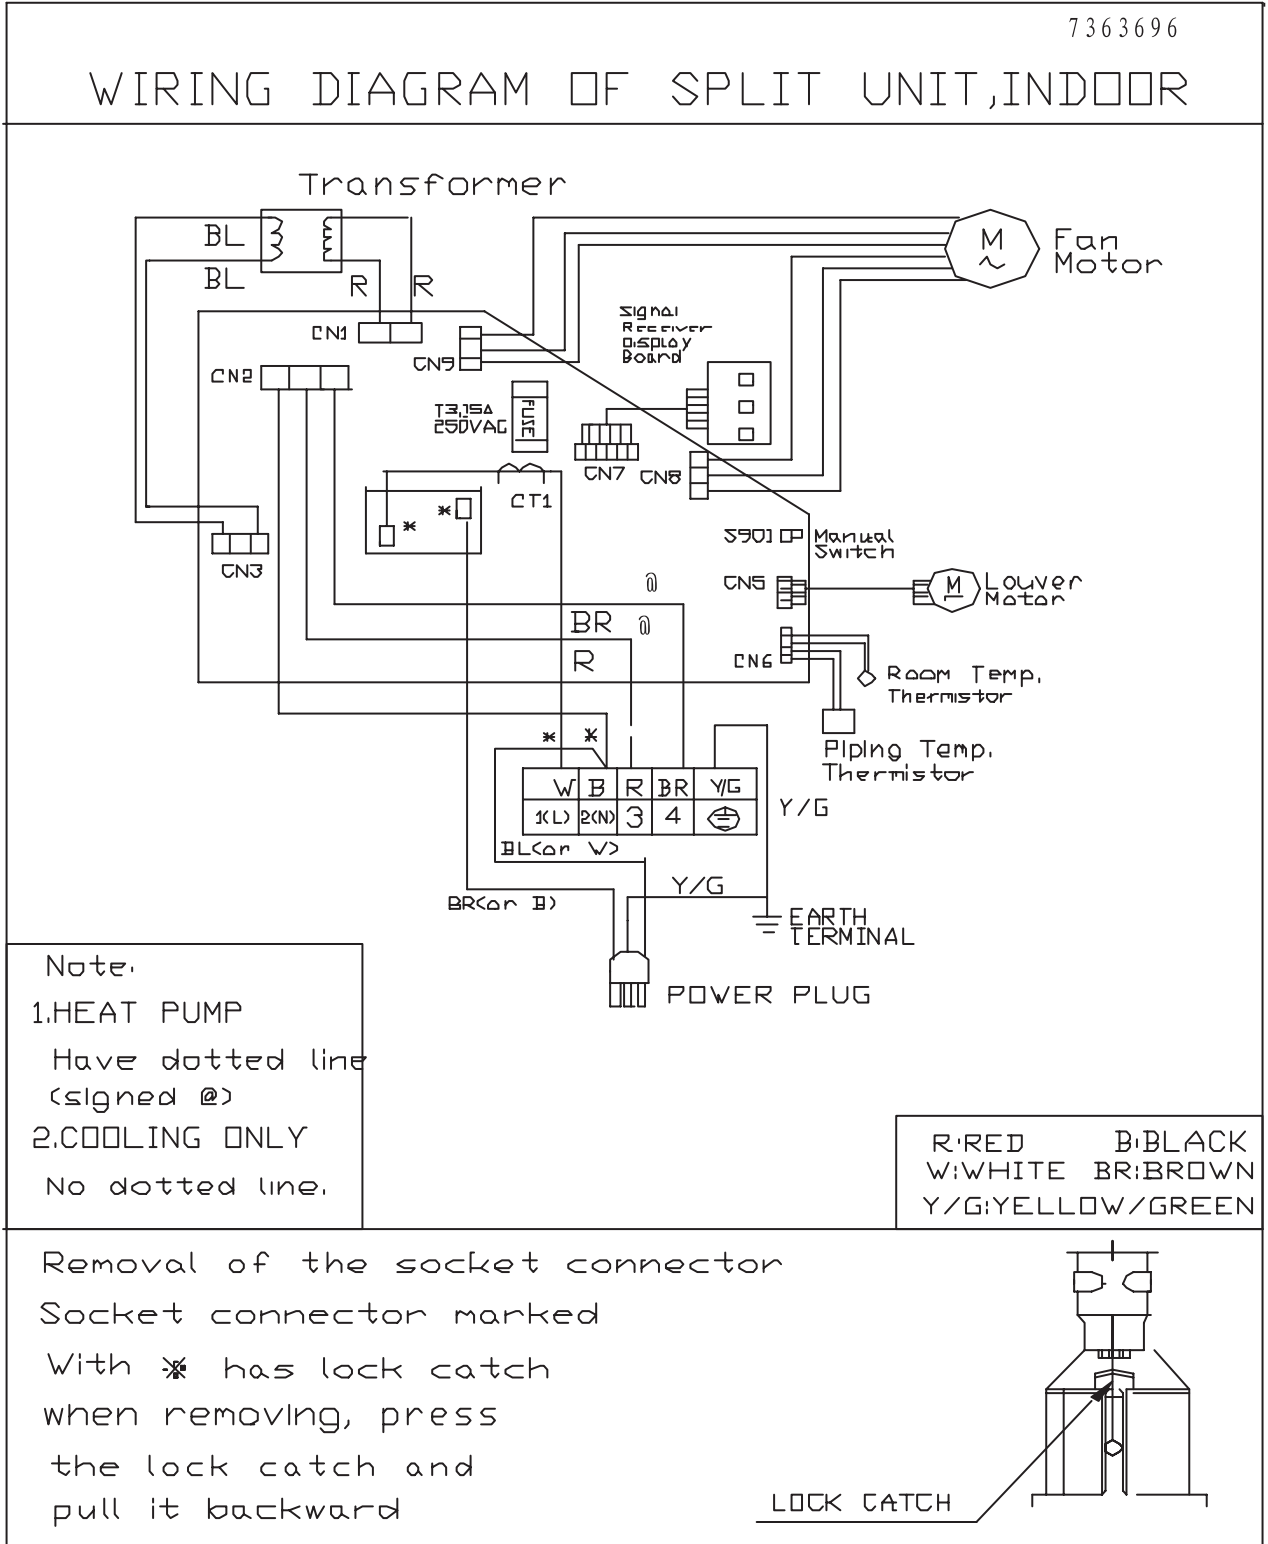 7363696
WIRING DIAGRAM OF SPLIT UNIT,INDOOR
Transformer
BL
BL
R
R
M
~
Fan
Motor
CN1
CN9
Signal
Receiver
Display
Board
CN2
T3.15A
250VAC
FUSE
CN7
CN8
CT1
*
*
S901
Manual
Switch
CN3
CN5
M
Louver
Motor
@
BR @
R
CN6
Room Temp.
Thermistor
Piping Temp.
Thermistor
* *
W B R BR Y/G
1(L) 2(N) 3 4
Y/G
BL(or W)
Y/G
BR(or B)
EARTH
TERMINAL
POWER PLUG
Note.
1.HEAT PUMP
Have dotted line
(signed @)
2.COOLING ONLY
No dotted line.
R:RED B:BLACK
W:WHITE BR:BROWN
Y/G:YELLOW/GREEN
Removal of the socket connector
Socket connector marked
With * has lock catch
when removing, press
the lock catch and
pull it backward
LOCK CATCH